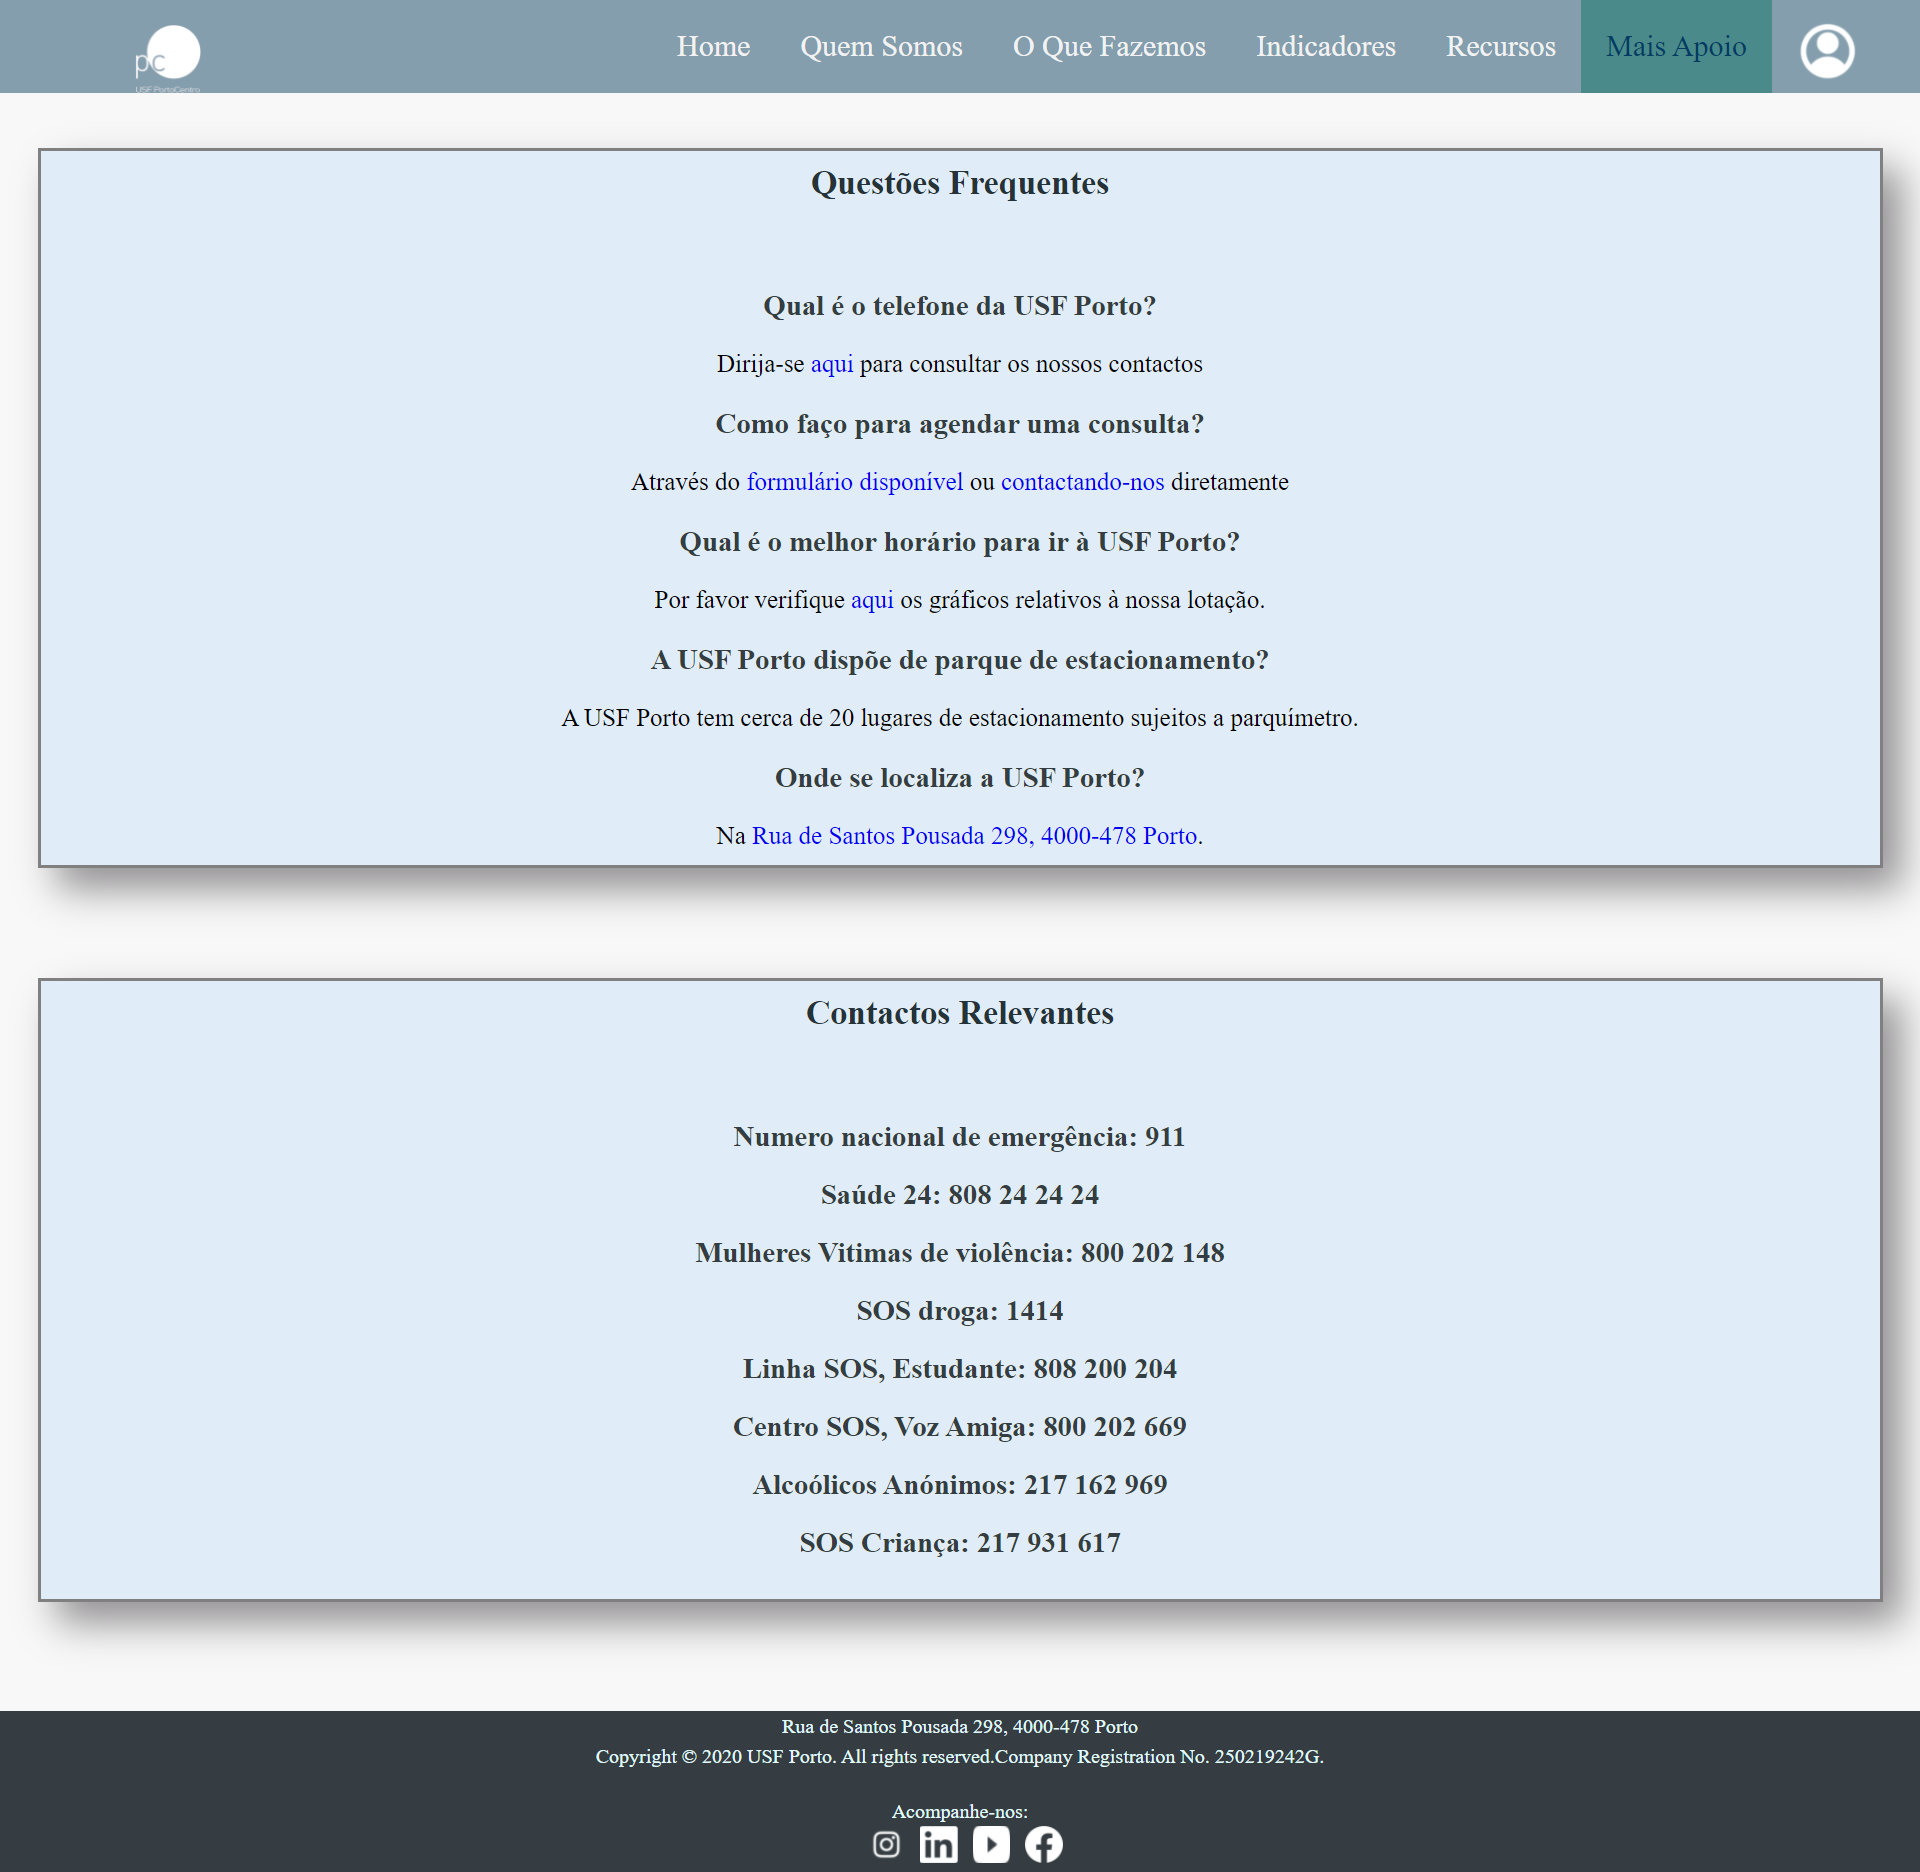 pc
USF PortoCentro
Home Quem Somos O Que Fazemos Indicadores Recursos Mais Apoio
Questões Frequentes
Qual é o telefone da USF Porto?
Dirija-se aqui para consultar os nossos contactos
Como faço para agendar uma consulta?
Através do formulário disponível ou contactando-nos diretamente
Qual é o melhor horário para ir à USF Porto?
Por favor verifique aqui os gráficos relativos à nossa lotação.
A USF Porto dispõe de parque de estacionamento?
A USF Porto tem cerca de 20 lugares de estacionamento sujeitos a parquímetro.
Onde se localiza a USF Porto?
Na Rua de Santos Pousada 298, 4000-478 Porto.
Contactos Relevantes
Numero nacional de emergência: 911
Saúde 24: 808 24 24 24
Mulheres Vitimas de violência: 800 202 148
SOS droga: 1414
Linha SOS, Estudante: 808 200 204
Centro SOS, Voz Amiga: 800 202 669
Alcoólicos Anónimos: 217 162 969
SOS Criança: 217 931 617
Rua de Santos Pousada 298, 4000-478 Porto
Copyright © 2020 USF Porto. All rights reserved.Company Registration No. 250219242G.
Acompanhe-nos: